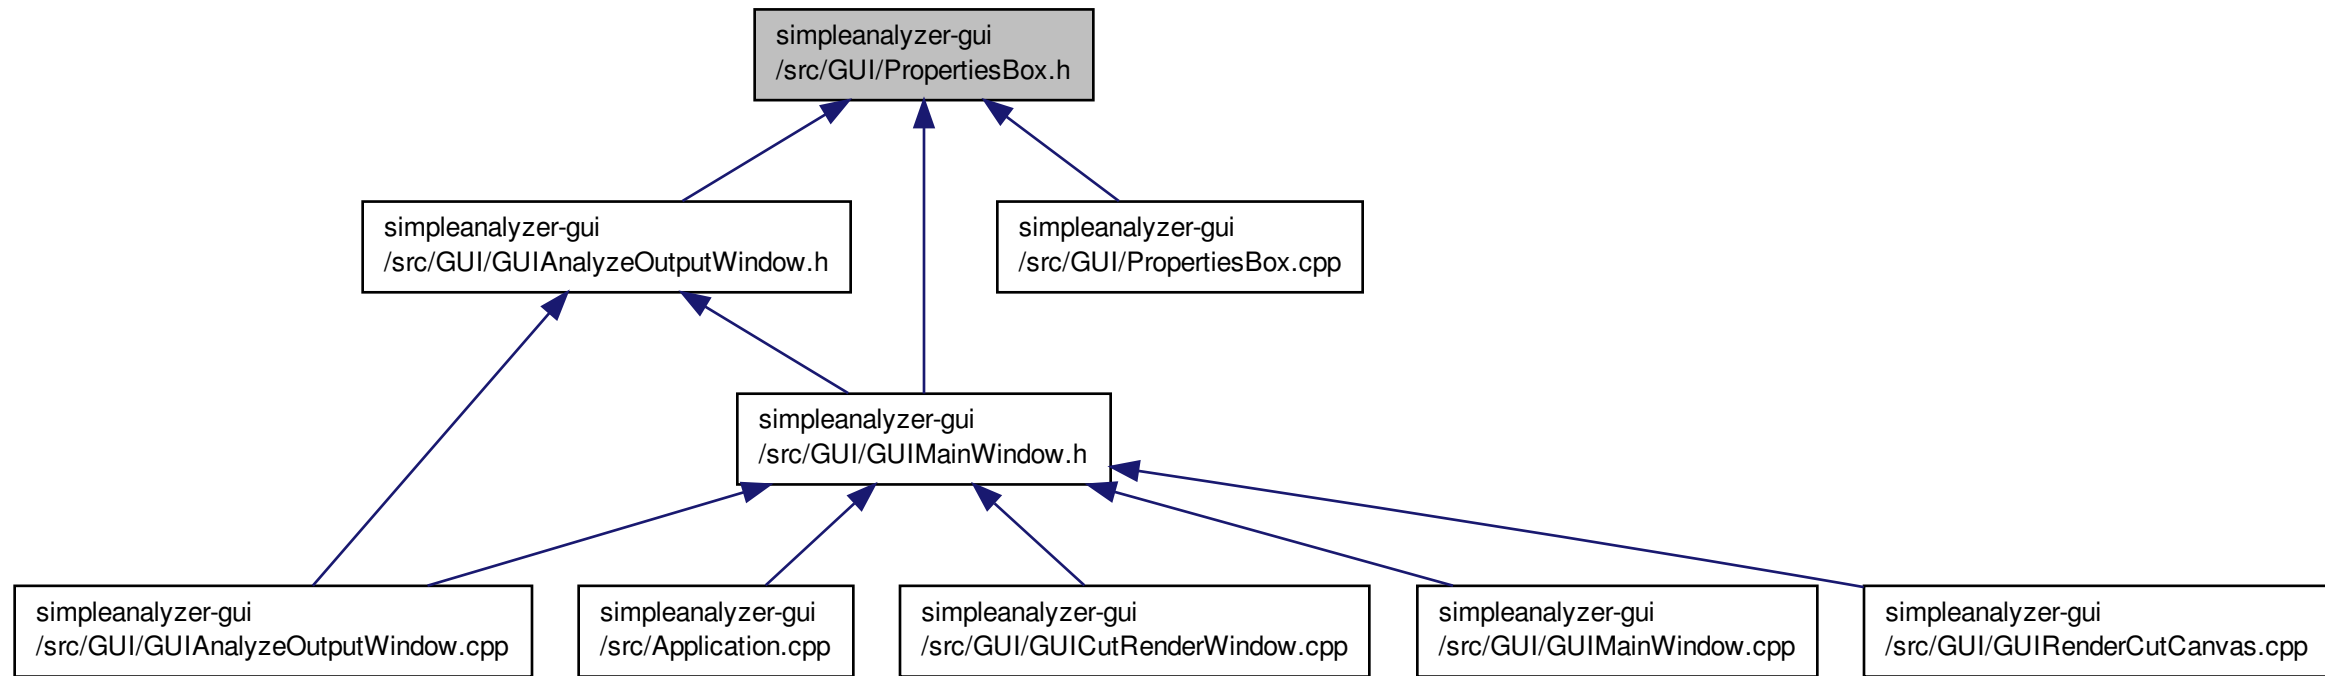 simpleanalyzer-gui
/src/GUI/PropertiesBox.h
simpleanalyzer-gui
/src/GUI/GUIAnalyzeOutputWindow.h
simpleanalyzer-gui
/src/GUI/PropertiesBox.cpp
simpleanalyzer-gui
/src/GUI/GUIMainWindow.h
simpleanalyzer-gui
/src/GUI/GUIAnalyzeOutputWindow.cpp
simpleanalyzer-gui
/src/Application.cpp
simpleanalyzer-gui
/src/GUI/GUICutRenderWindow.cpp
simpleanalyzer-gui
/src/GUI/GUIMainWindow.cpp
simpleanalyzer-gui
/src/GUI/GUIRenderCutCanvas.cpp